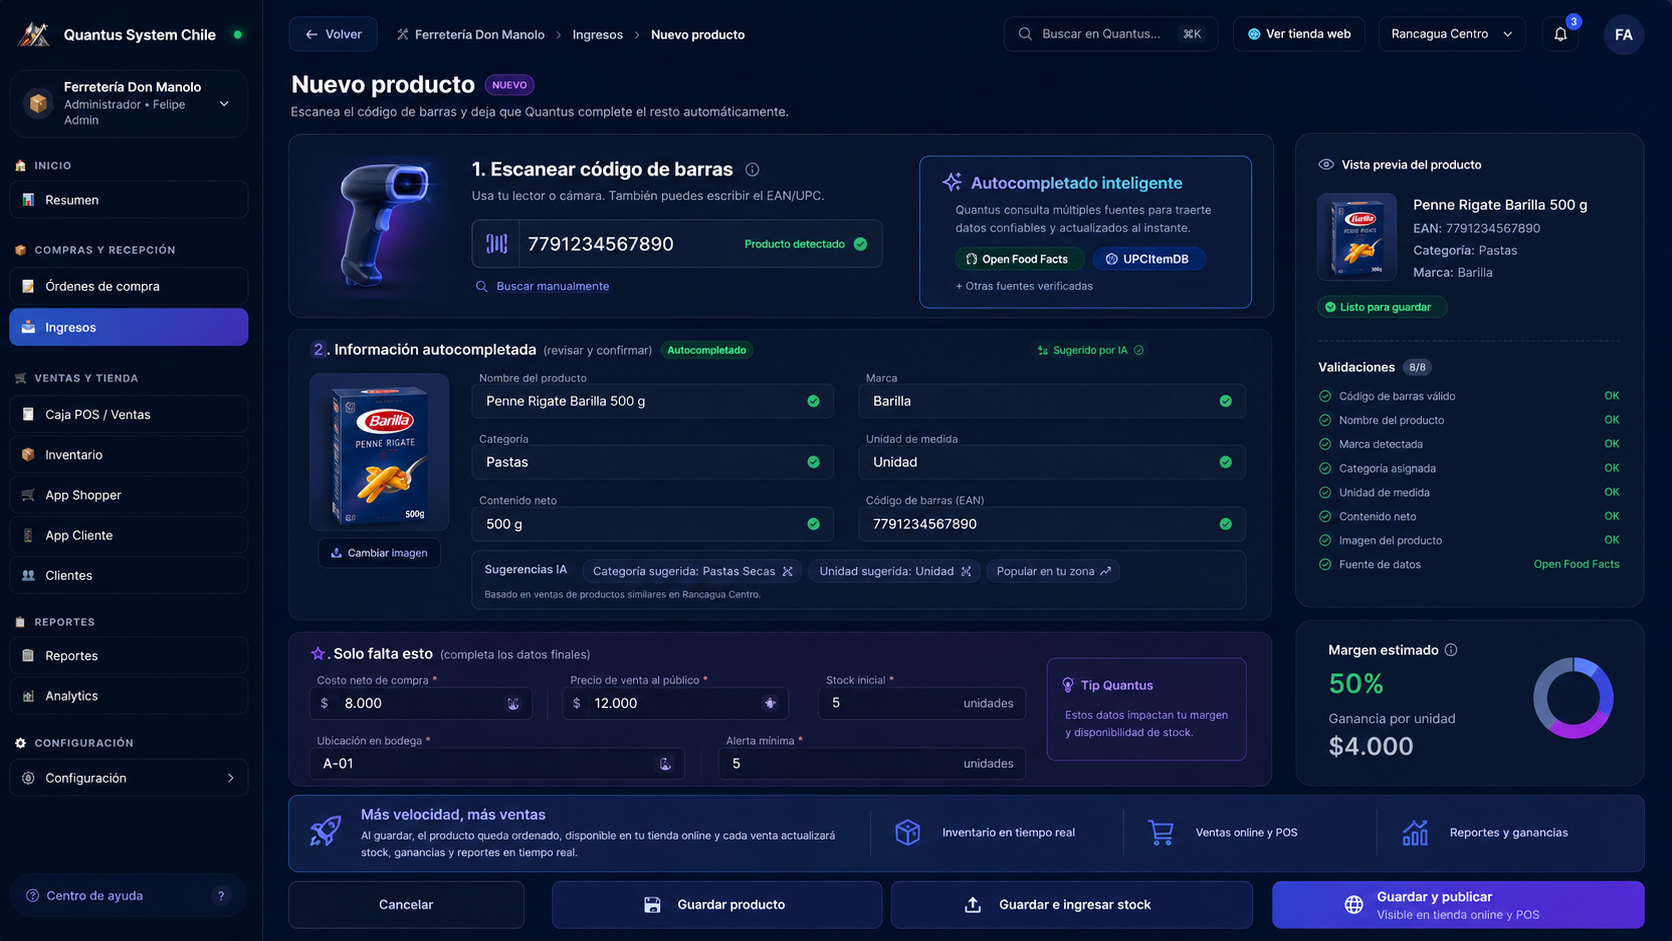 Quantus System Chile
Ferretería Don Manolo
Administrador • Felipe
Admin
INICIO
Resumen
COMPRAS Y RECEPCIÓN
Órdenes de compra
Ingresos
VENTAS Y TIENDA
Caja POS / Ventas
Inventario
App Shopper
App Cliente
Clientes
REPORTES
Reportes
Analytics
CONFIGURACIÓN
Configuración
Centro de ayuda ?
Volver
Ferretería Don Manolo > Ingresos > Nuevo producto
Buscar en Quantus... ⌘K
Ver tienda web
Rancagua Centro
3
FA
Nuevo producto NUEVO
Escanea el código de barras y deja que Quantus complete el resto automáticamente.
1. Escanear código de barras
Usa tu lector o cámara. También puedes escribir el EAN/UPC.
7791234567890 Producto detectado
Buscar manualmente
Autocompletado inteligente
Quantus consulta múltiples fuentes para traerte
datos confiables y actualizados al instante.
Open Food Facts UPCItemDB
+ Otras fuentes verificadas
2. Información autocompletada (revisar y confirmar) Autocompletado Sugerido por IA
Barilla
PENNE RIGATE
500g
Cambiar imagen
Nombre del producto
Penne Rigate Barilla 500 g
Marca
Barilla
Categoría
Pastas
Unidad de medida
Unidad
Contenido neto
500 g
Código de barras (EAN)
7791234567890
Sugerencias IA Categoría sugerida: Pastas Secas Unidad sugerida: Unidad Popular en tu zona
Basado en ventas de productos similares en Rancagua Centro.
. Solo falta esto (completa los datos finales)
Costo neto de compra *
$ 8.000
Precio de venta al público *
$ 12.000
Stock inicial *
5 unidades
Ubicación en bodega *
A-01
Alerta mínima *
5 unidades
Tip Quantus
Estos datos impactan tu margen
y disponibilidad de stock.
Vista previa del producto
Barilla
PENNE RIGATE
500g
Penne Rigate Barilla 500 g
EAN: 7791234567890
Categoría: Pastas
Marca: Barilla
Listo para guardar
Validaciones 8/8
Código de barras válido OK
Nombre del producto OK
Marca detectada OK
Categoría asignada OK
Unidad de medida OK
Contenido neto OK
Imagen del producto OK
Fuente de datos Open Food Facts
Margen estimado
50%
Ganancia por unidad
$4.000
Más velocidad, más ventas
Al guardar, el producto queda ordenado, disponible en tu tienda online y cada venta actualizará
stock, ganancias y reportes en tiempo real.
Inventario en tiempo real
Ventas online y POS
Reportes y ganancias
Cancelar
Guardar producto
Guardar e ingresar stock
Guardar y publicar
Visible en tienda online y POS